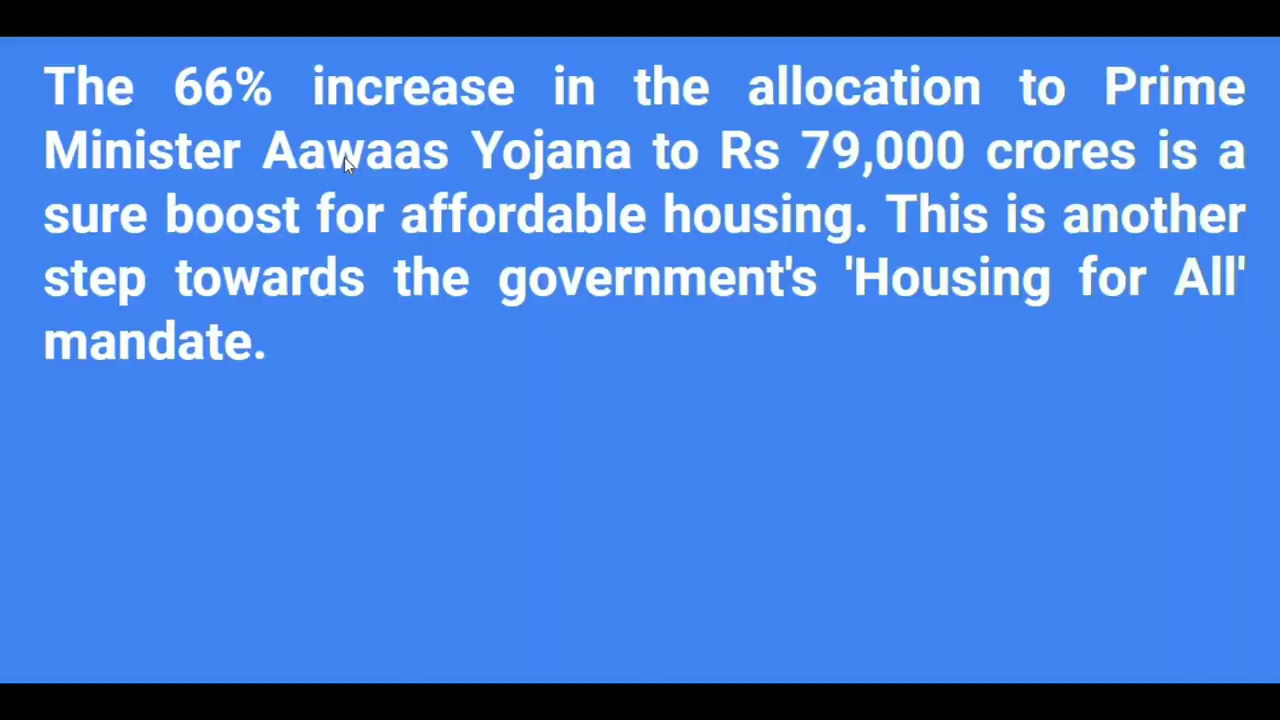 The 66% increase in the allocation to Prime
Minister Aawaas Yojana to Rs 79,000 crores is a
sure boost for affordable housing. This is another
step towards the government's 'Housing for All'
mandate.